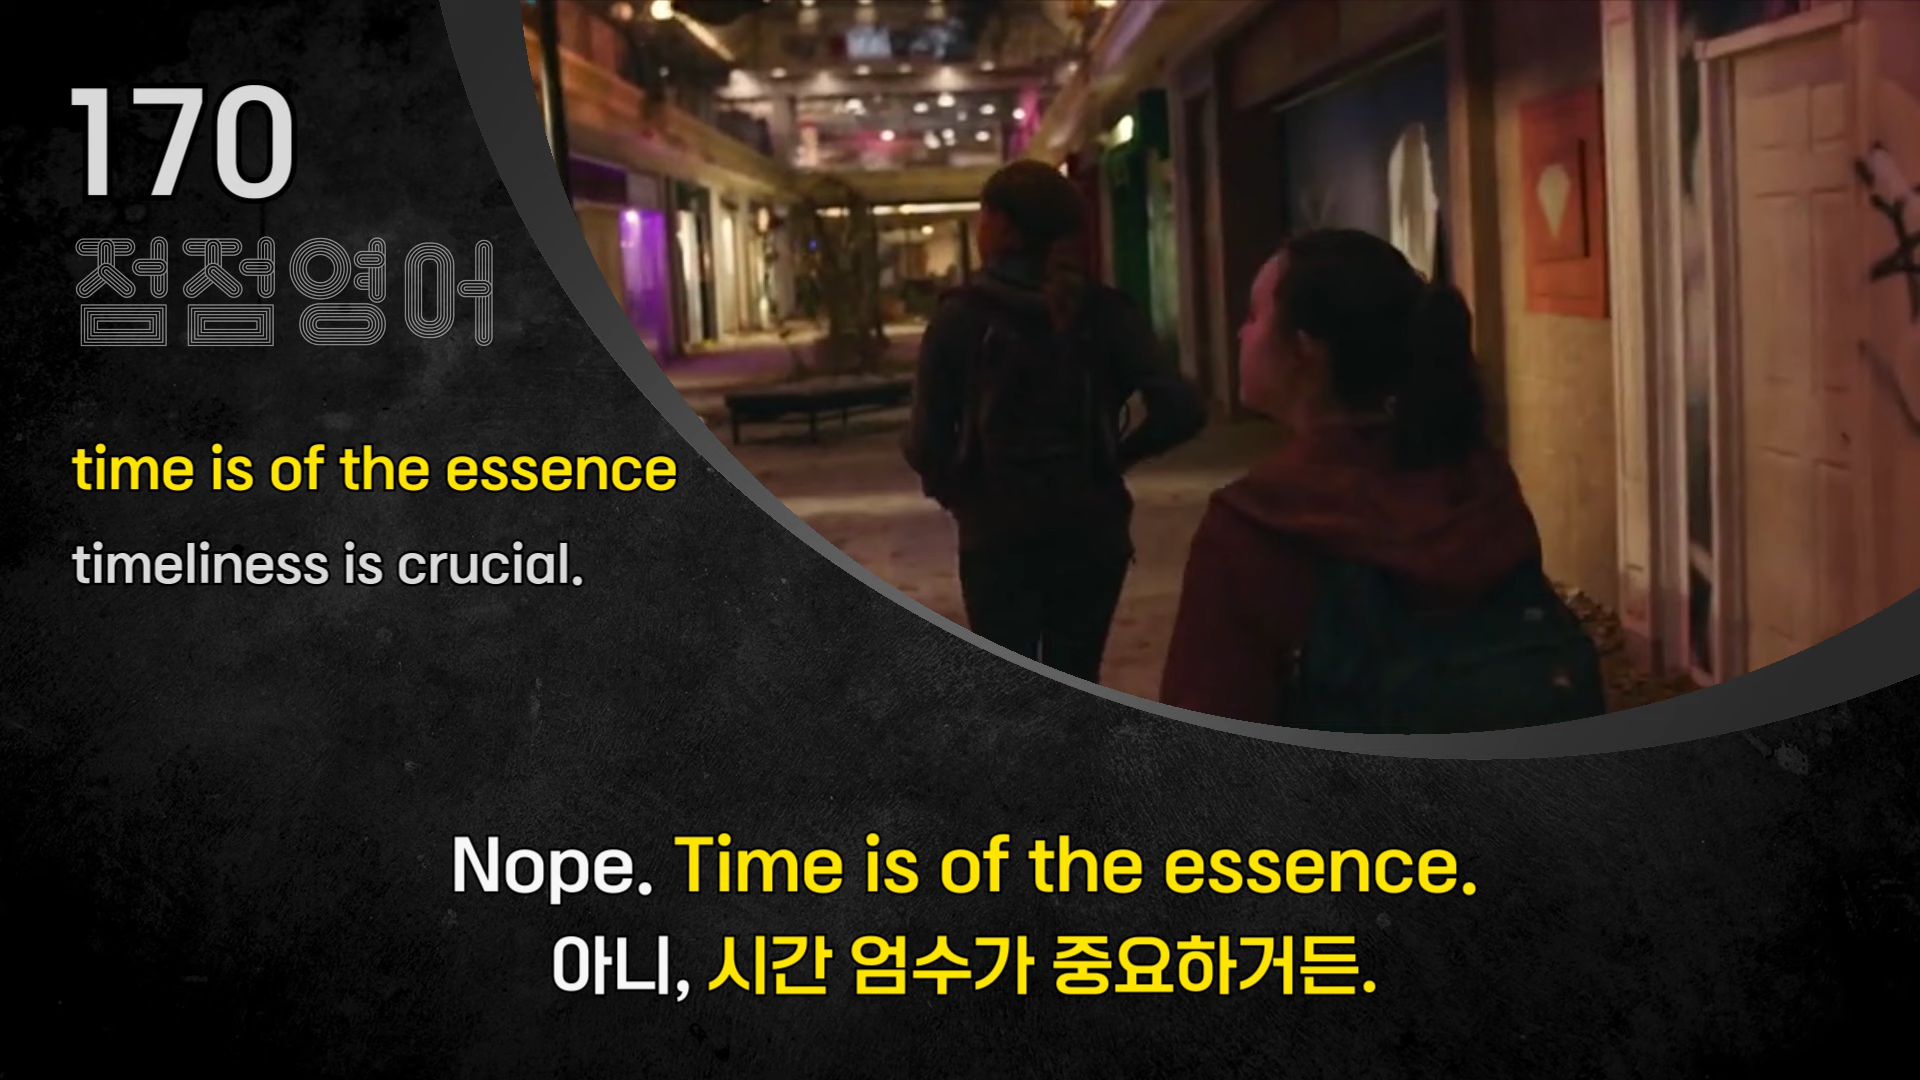 170
점점영어
time is of the essence
timeliness is crucial.
Nope. Time is of the essence.
아니, 시간 엄수가 중요하거든.